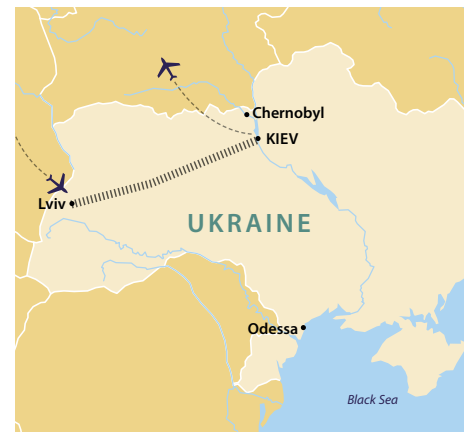 Chernobyl
KIEV
Lviv
UKRAINE
Odessa
Black Sea